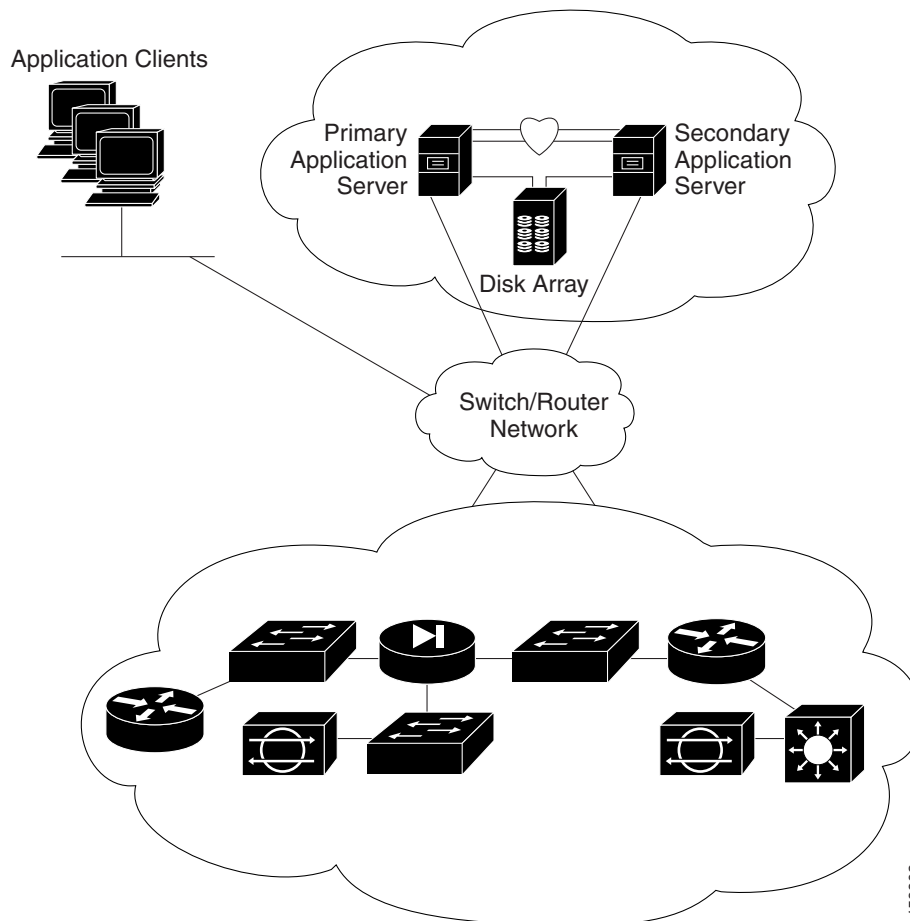 Application Clients
Primary
Application
Server
Secondary
Application
Server
Disk Array
Switch/Router
Network